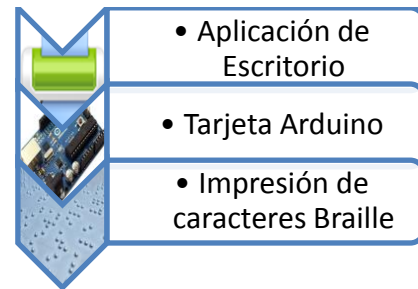 • Aplicación de
Escritorio
• Tarjeta Arduino
• Impresión de
caracteres Braille